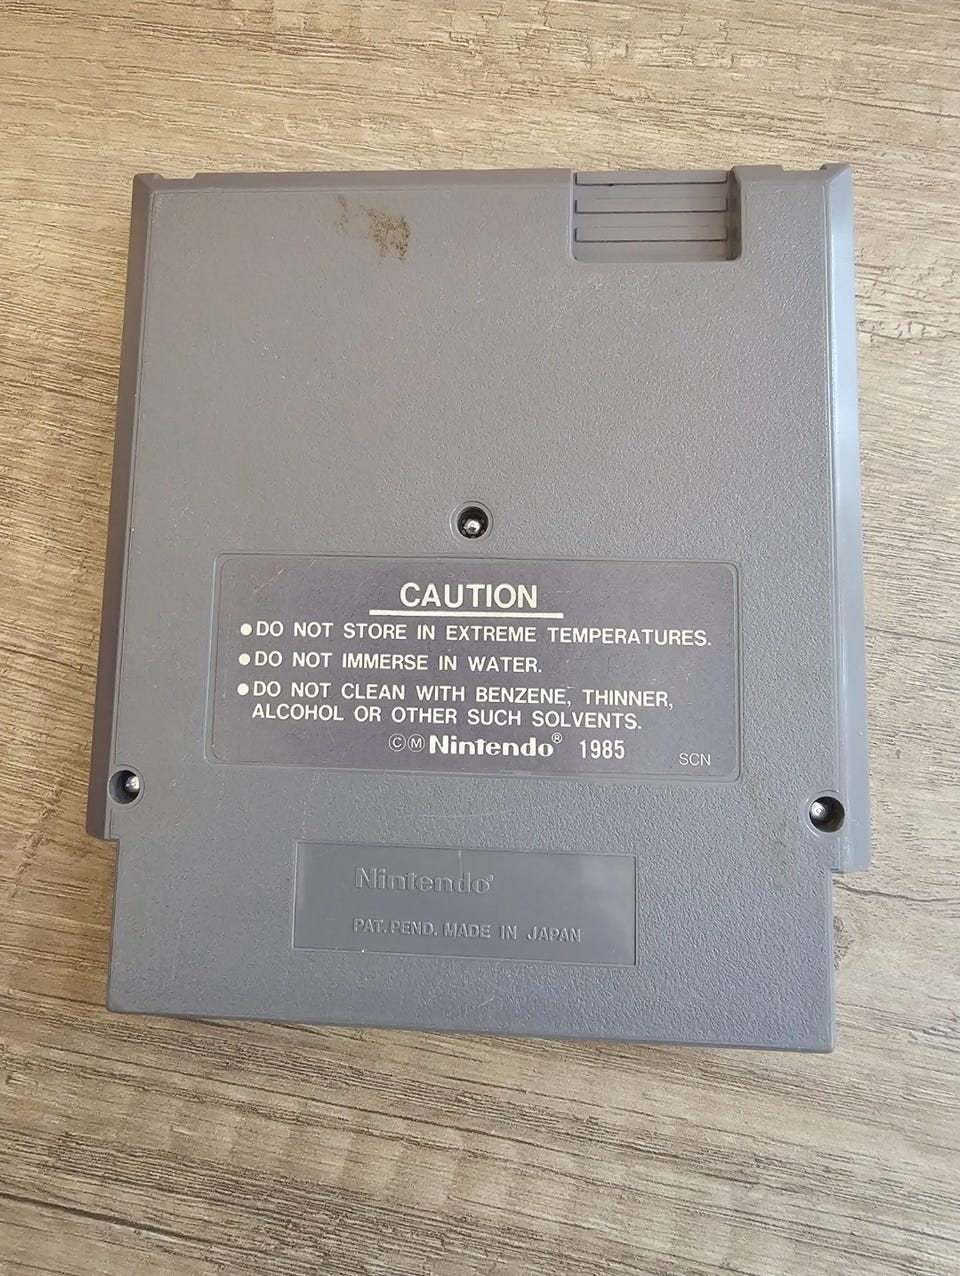 CAUTION
●DO NOT STORE IN EXTREME TEMPERATURES.
●DO NOT IMMERSE IN WATER.
●DO NOT CLEAN WITH BENZENE, THINNER,
ALCOHOL OR OTHER SUCH SOLVENTS.
ⒸⓂNintendo® 1985
SCN
Nintendo®
PAT. PEND. MADE IN JAPAN